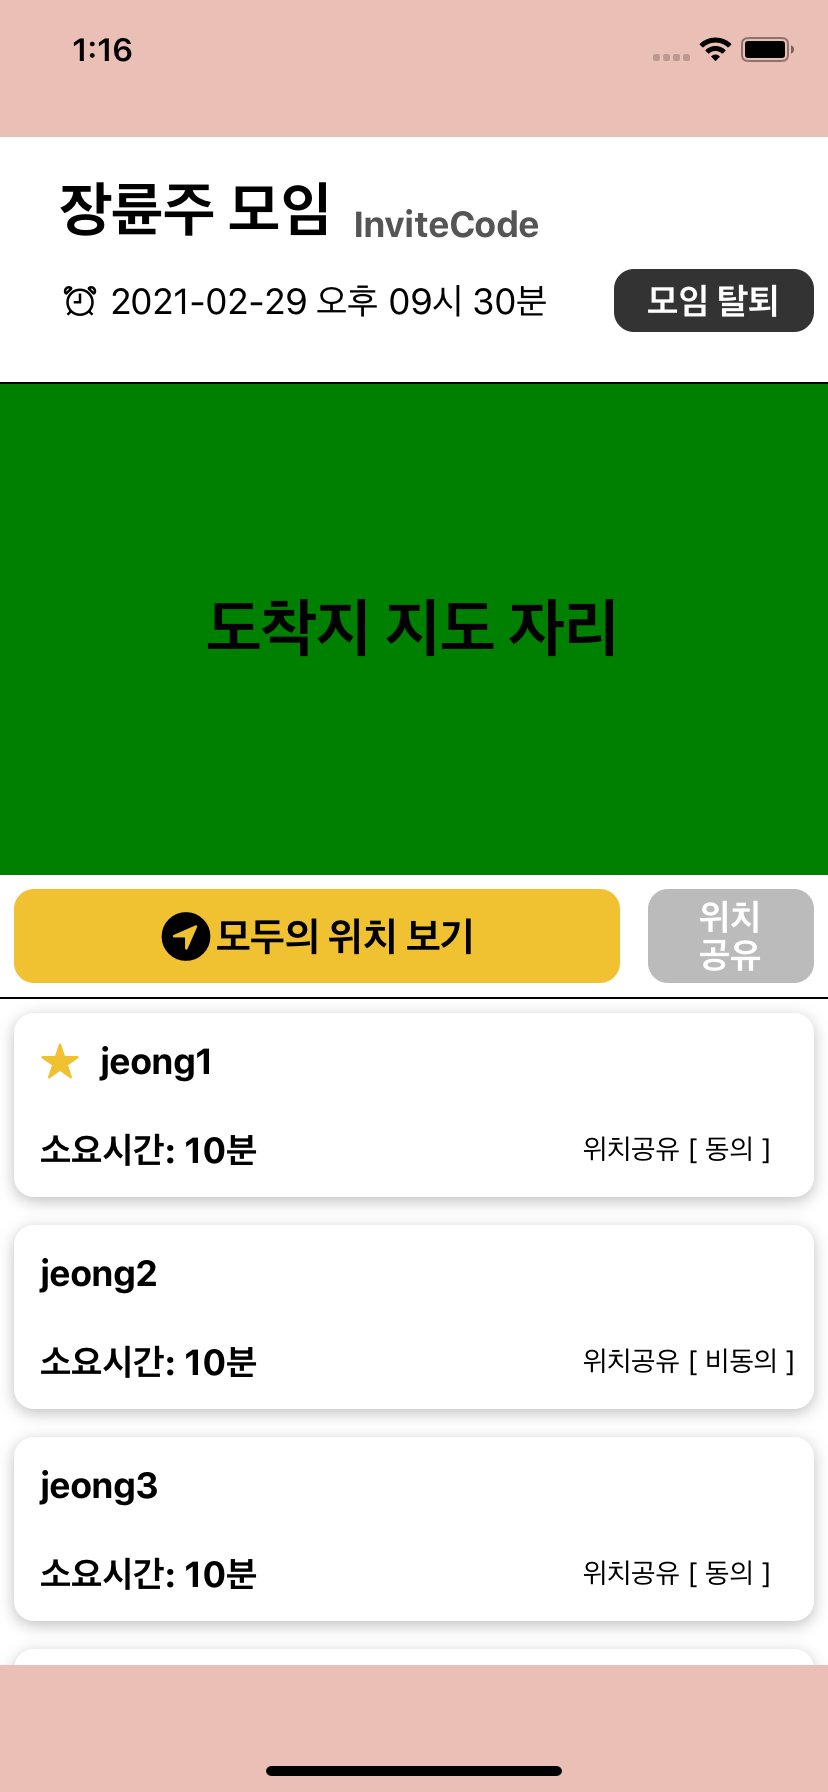 1:16
장륜주 모임 InviteCode
2021-02-29 오후 09시 30분
모임 탈퇴
도착지 지도 자리
모두의 위치 보기
위치
공유
jeong1
소요시간: 10분 위치공유 [ 동의 ]
jeong2
소요시간: 10분 위치공유 [ 비동의 ]
jeong3
소요시간: 10분 위치공유 [ 동의 ]